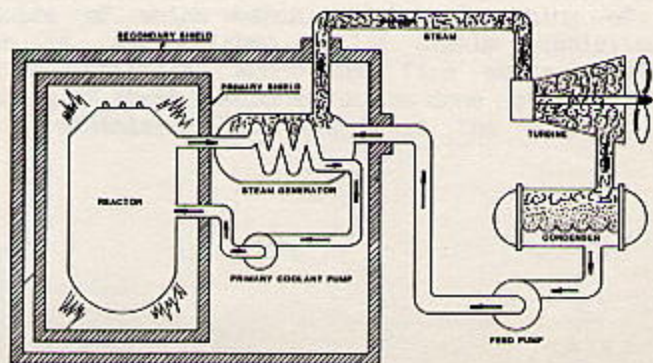 SECONDARY SHIELD
STEAM
PRIMARY SHIELD
TURBINE
STEAM GENERATOR
REACTOR
CONDENSER
PRIMARY COOLANT PUMP
FEED PUMP